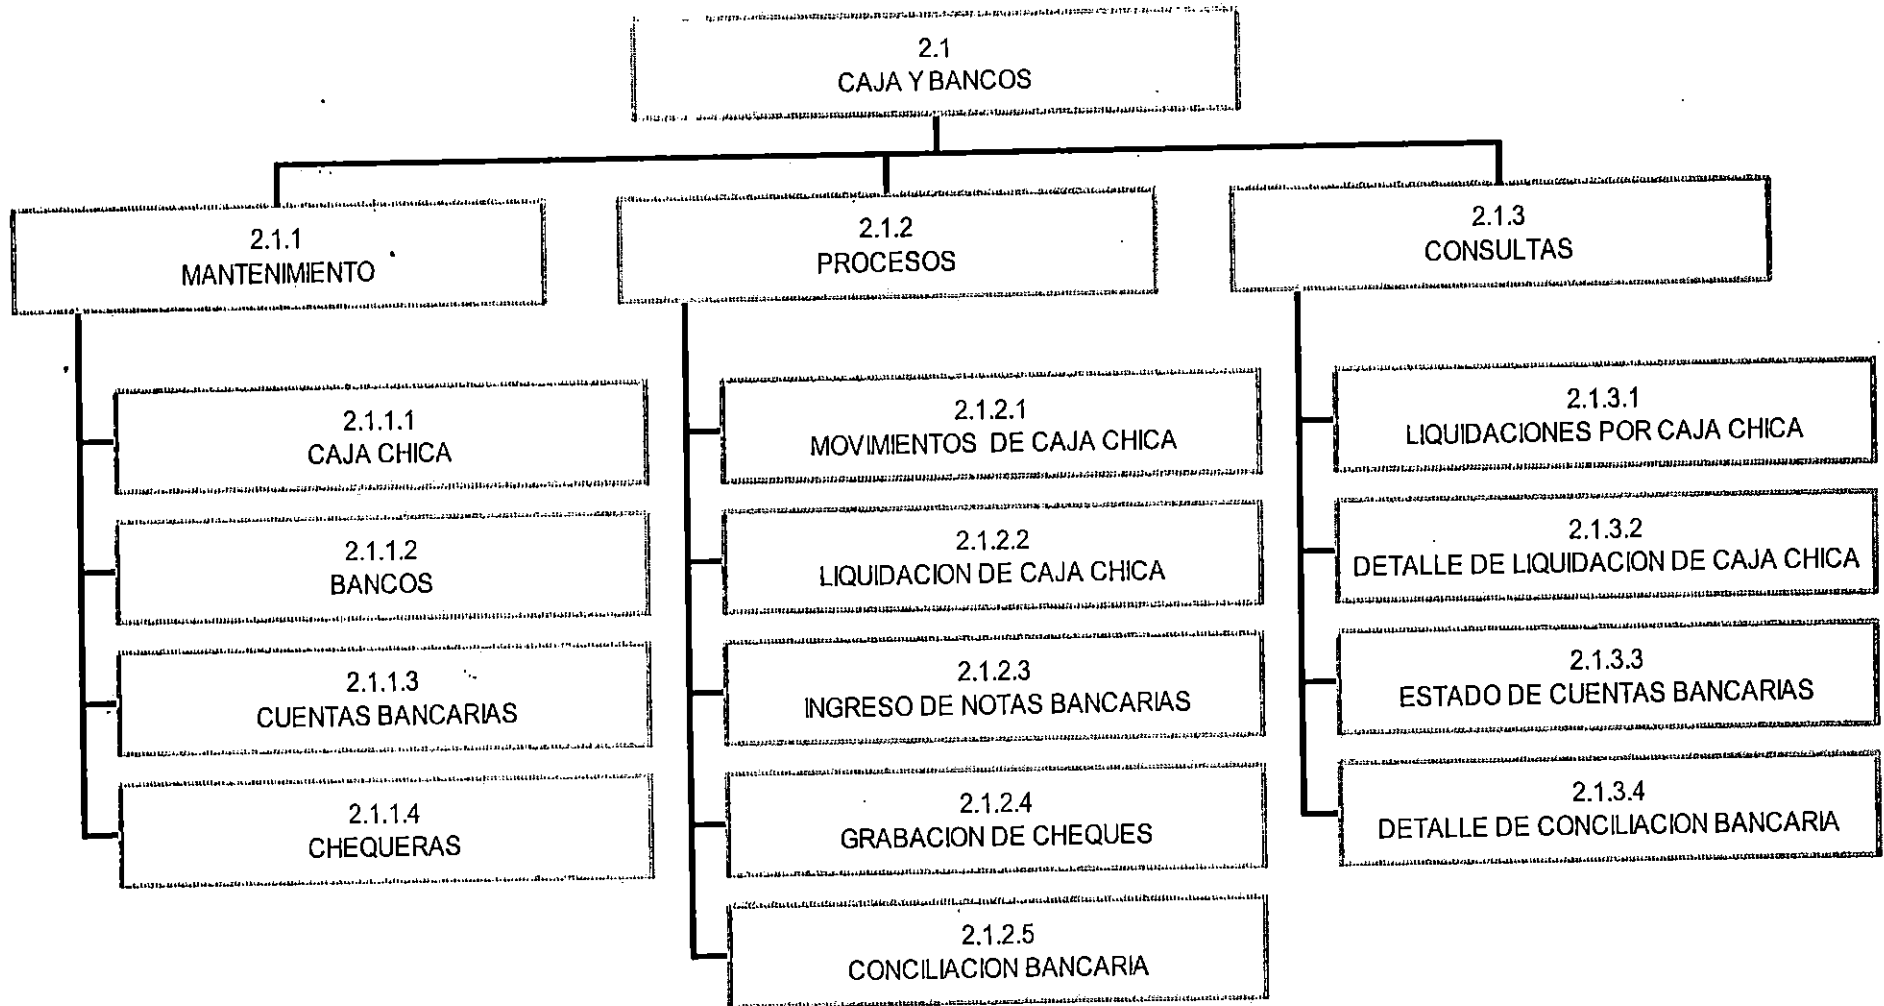 2.1
CAJA Y BANCOS
2.1.1
MANTENIMIENTO
2.1.2
PROCESOS
2.1.3
CONSULTAS
2.1.1.1
CAJA CHICA
2.1.1.2
BANCOS
2.1.1.3
CUENTAS BANCARIAS
2.1.1.4
CHEQUERAS
2.1.2.1
MOVIMIENTOS DE CAJA CHICA
2.1.2.2
LIQUIDACION DE CAJA CHICA
2.1.2.3
INGRESO DE NOTAS BANCARIAS
2.1.2.4
GRABACION DE CHEQUES
2.1.2.5
CONCILIACION BANCARIA
2.1.3.1
LIQUIDACIONES POR CAJA CHICA
2.1.3.2
DETALLE DE LIQUIDACION DE CAJA CHICA
2.1.3.3
ESTADO DE CUENTAS BANCARIAS
2.1.3.4
DETALLE DE CONCILIACION BANCARIA